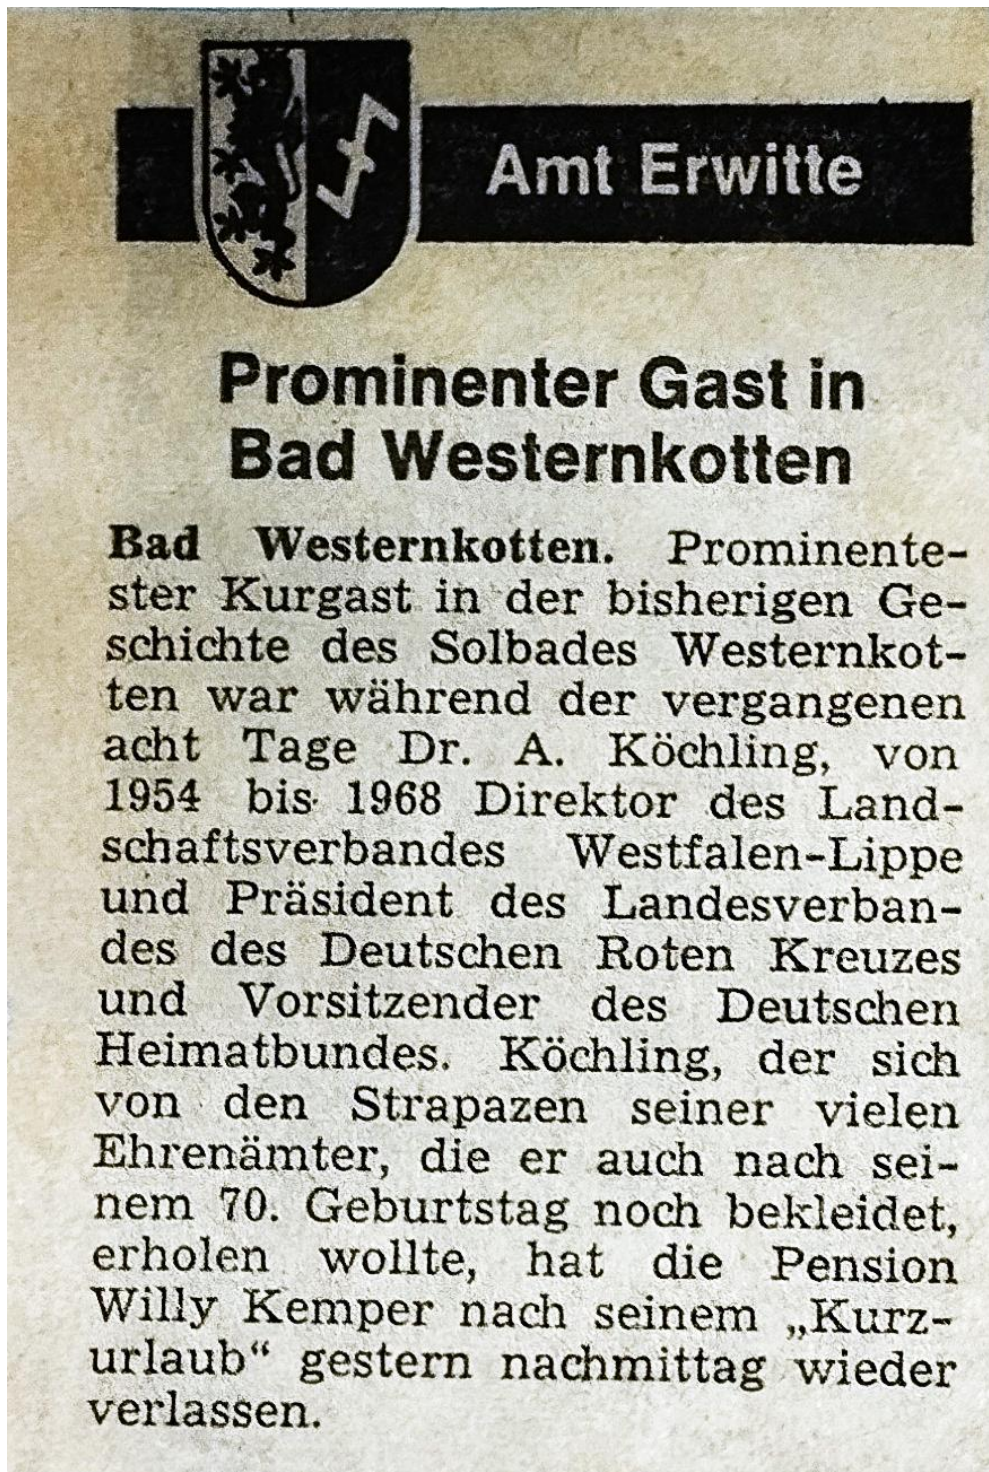 Amt Erwitte
Prominenter Gast in
Bad Westernkotten
Bad Westernkotten. Prominente-
ster Kurgast in der bisherigen Ge-
schichte des Solbades Westernkot-
ten war während der vergangenen
acht Tage Dr. A. Köchling, von
1954 bis 1968 Direktor des Land-
schaftsverbandes Westfalen-Lippe
und Präsident des Landesverban-
des des Deutschen Roten Kreuzes
und Vorsitzender des Deutschen
Heimatbundes. Köchling, der sich
von den Strapazen seiner vielen
Ehrenämter, die er auch nach sei-
nem 70. Geburtstag noch bekleidet,
erholen wollte, hat die Pension
Willy Kemper nach seinem „Kurz-
urlaub“ gestern nachmittag wieder
verlassen.